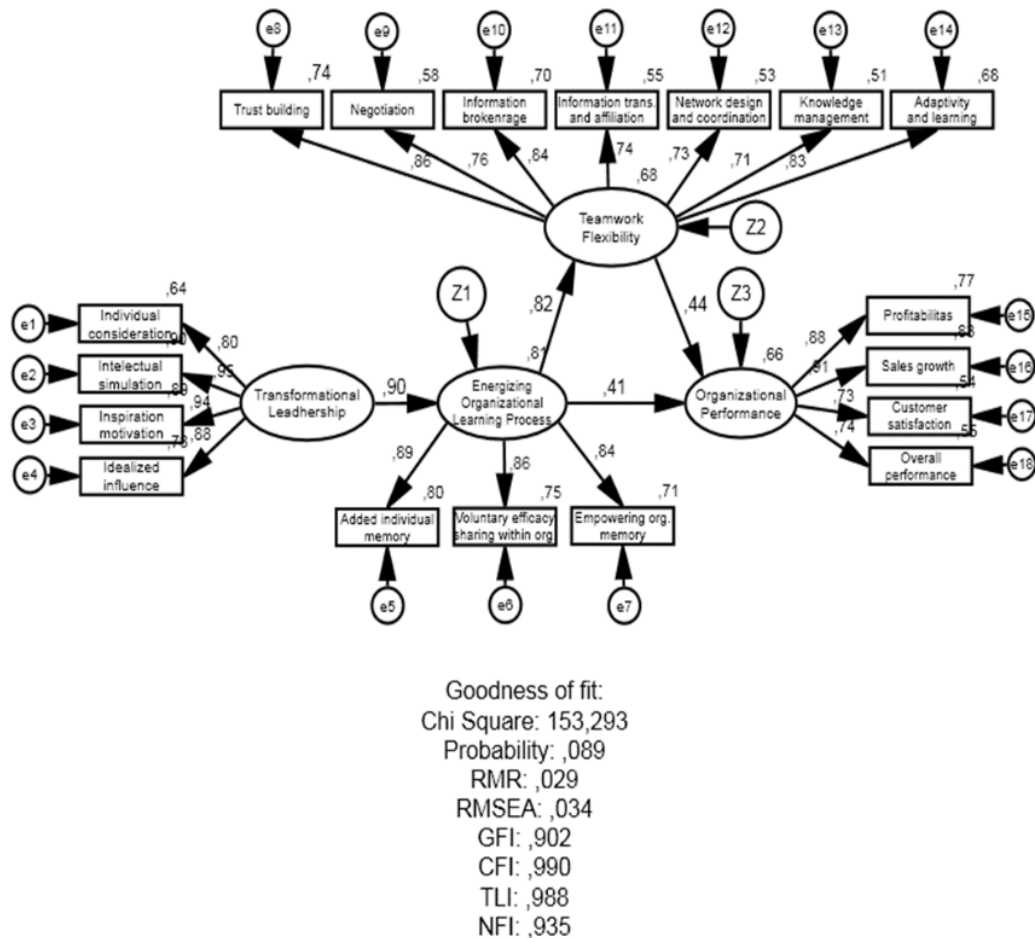 e8
e9
e10
e11
e12
e13
e14
,74
,58
,70
,55
,53
,51
,68
Trust building
Negotiation
Information
brokenrage
Information trans.
and affiliation
Network design
and coordination
Knowledge
management
Adaptivity
and learning
,86
,76
,84
,74
,73
,71
,83
,68
Teamwork
Flexibility
Z2
Z1
,82
,44
Z3
,64
e1
Individual
consideration
,80
,90
e2
Intelectual
simulation
,95
,89
e3
Inspiration
motivation
,94
,78
e4
Idealized
influence
,88
Transformational
Leadhership
,90
,81
Energizing
Organizational
Learning Process
,41
,66
Organizational
Performance
,77
,88
Profitabilitas
e15
,83
,91
Sales growth
e16
,54
,73
Customer
satisfaction
e17
,55
,74
Overall
performance
e18
,89
,86
,84
,80
,75
,71
Added individual
memory
Voluntary efficacy
sharing within org
Empowering org.
memory
e5
e6
e7
Goodness of fit:
Chi Square: 153,293
Probability: ,089
RMR: ,029
RMSEA: ,034
GFI: ,902
CFI: ,990
TLI: ,988
NFI: ,935